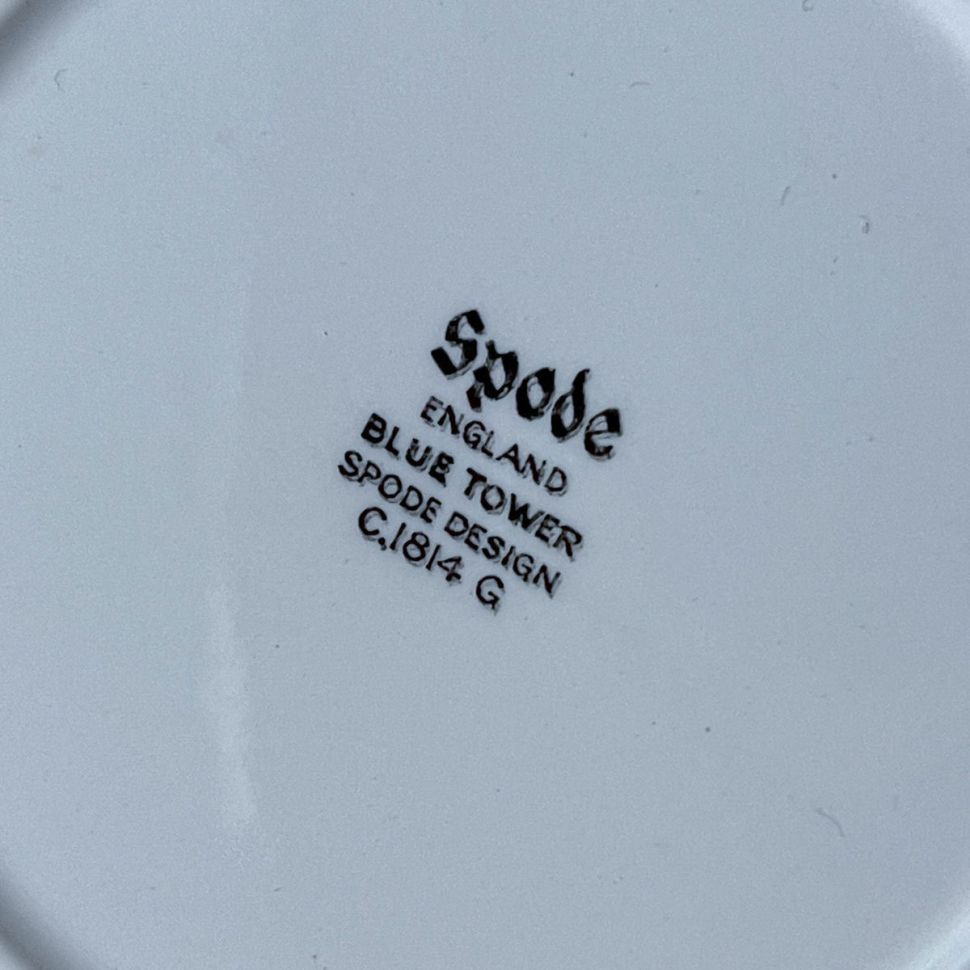 Spode
ENGLAND
BLUE TOWER
SPODE DESIGN
C.1814 G